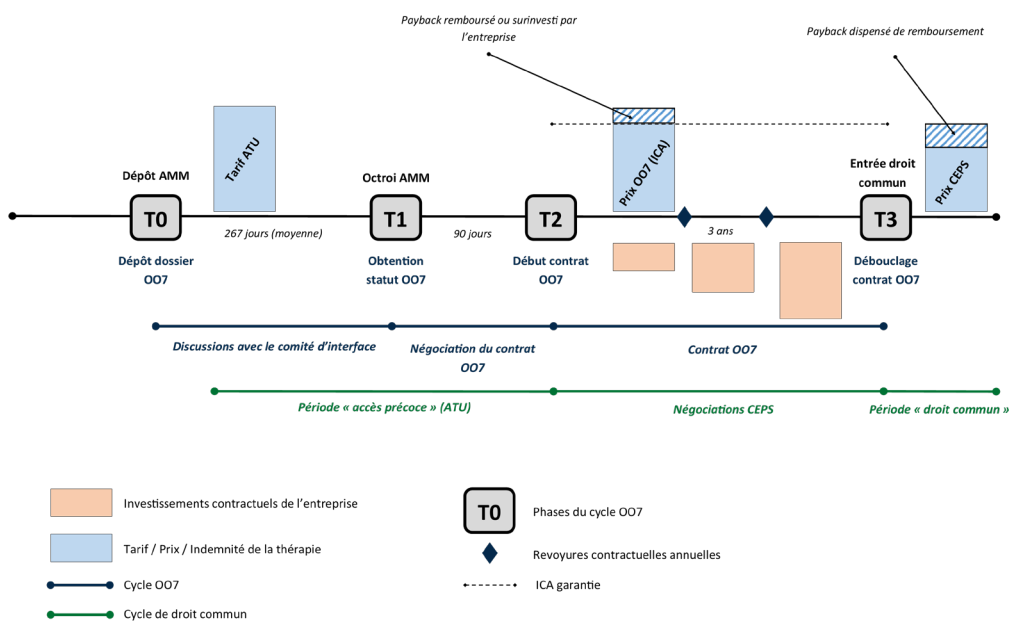 Payback remboursé ou surinvesti par
l'entreprise
Payback dispensé de remboursement
Tarif ATU
Prix OO7 (ICA)
Prix CEPS
Dépôt AMM
Octroi AMM
Entrée droit
commun
T0
T1
T2
T3
267 jours (moyenne)
90 jours
3 ans
Dépôt dossier
OO7
Obtention
statut OO7
Début contrat
OO7
Débouclage
contrat OO7
Discussions avec le comité d'interface
Négociation du contrat
OO7
Contrat OO7
Période « accès précoce » (ATU)
Négociations CEPS
Période « droit commun »
Investissements contractuels de l'entreprise
Tarif / Prix / Indemnité de la thérapie
Cycle OO7
Cycle de droit commun
T0
Phases du cycle OO7
Revoyures contractuelles annuelles
ICA garantie